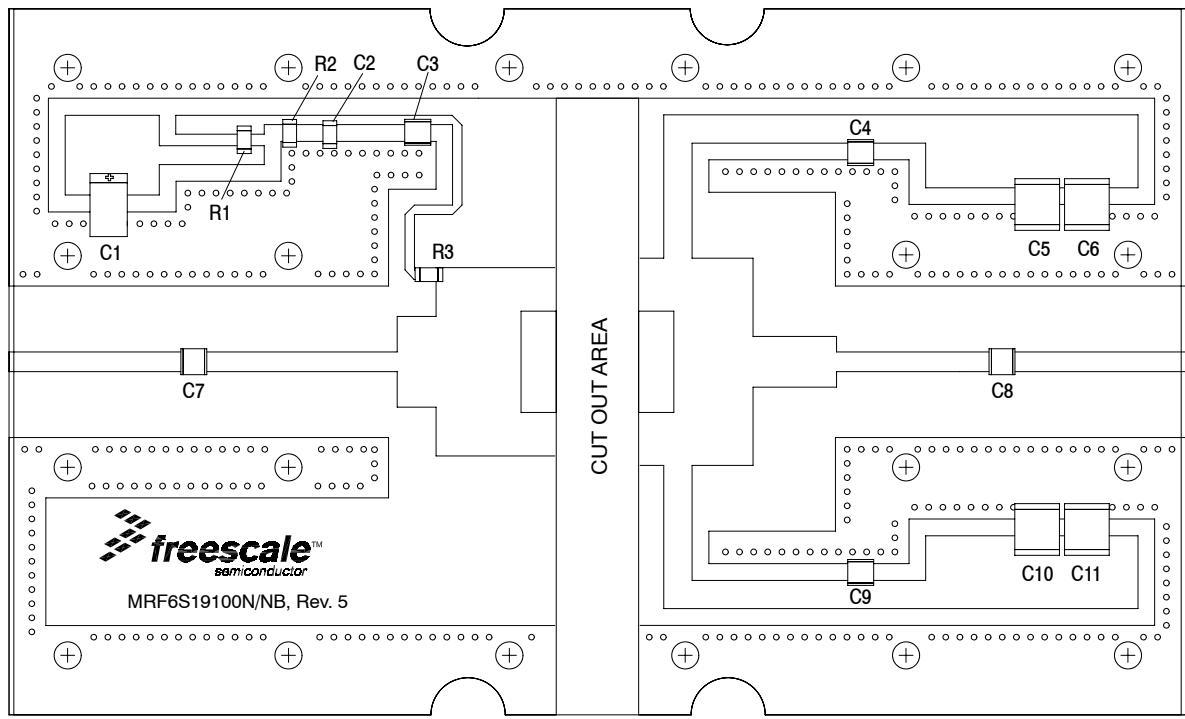 R2 C2 C3
C4
R1
C1
R3
C5 C6
C7
C8
CUT OUT AREA
C10 C11
C9
freescale™
semiconductor
MRF6S19100N/NB, Rev. 5